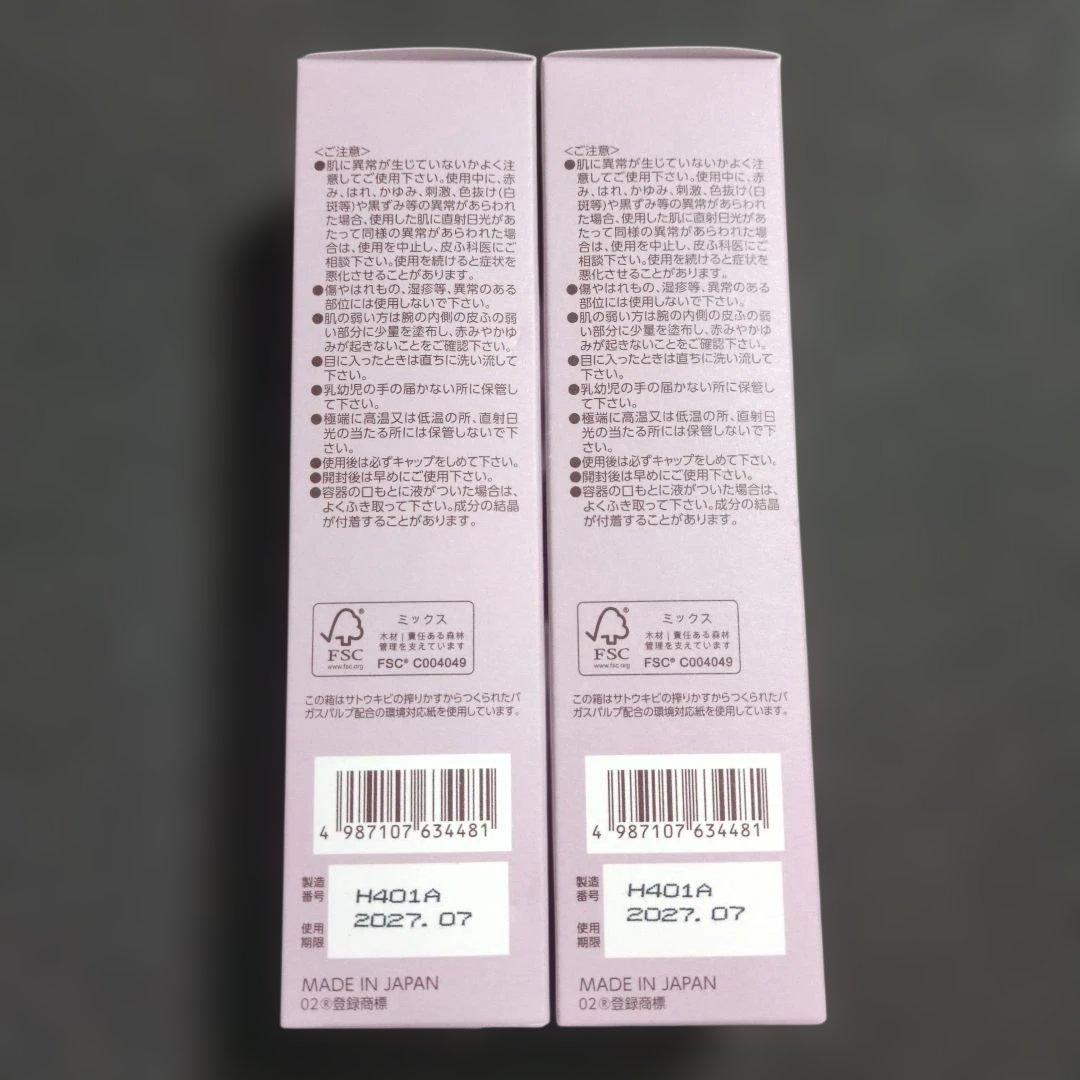 <ご注意>
●肌に異常が生じていないかよく注
意してご使用下さい。使用中に、赤
み、はれ、かゆみ、刺激、色抜け(白
斑等)や黒ずみ等の異常があらわれ
た場合、使用した肌に直射日光があ
たって同様の異常があらわれた場
合は、使用を中止し、皮ふ科医にご
相談下さい。使用を続けると症状を
悪化させることがあります。
●傷やはれもの、湿疹等、異常のある
部位には使用しないで下さい。
●肌の弱い方は腕の内側の皮ふの弱
い部分に少量を塗布し、赤みやかゆ
みが起きないことをご確認下さい。
●目に入ったときは直ちに洗い流して
下さい。
●乳幼児の手の届かない所に保管し
て下さい。
●極端に高温又は低温の所、直射日
光の当たる所には保管しないで下
さい。
●使用後は必ずキャップをしめて下さい。
●開封後は早めにご使用下さい。
●容器の口もとに液がついた場合は、
よくふき取って下さい。成分の結晶
が付着することがあります。
FSC
www.fsc.org
ミックス
木材|責任ある森林
管理を支えています
FSC® C004049
この箱はサトウキビの搾りかすからつくられたバ
ガスパルプ配合の環境対応紙を使用しています。
4 987107 634481
製造
番号
H401A
使用
期限
2027.07
MADE IN JAPAN
02®登録商標
<ご注意>
●肌に異常が生じていないかよく注
意してご使用下さい。使用中に、赤
み、はれ、かゆみ、刺激、色抜け(白
斑等)や黒ずみ等の異常があらわれ
た場合、使用した肌に直射日光があ
たって同様の異常があらわれた場
合は、使用を中止し、皮ふ科医にご
相談下さい。使用を続けると症状を
悪化させることがあります。
●傷やはれもの、湿疹等、異常のある
部位には使用しないで下さい。
●肌の弱い方は腕の内側の皮ふの弱
い部分に少量を塗布し、赤みやかゆ
みが起きないことをご確認下さい。
●目に入ったときは直ちに洗い流して
下さい。
●乳幼児の手の届かない所に保管し
て下さい。
●極端に高温又は低温の所、直射日
光の当たる所には保管しないで下
さい。
●使用後は必ずキャップをしめて下さい。
●開封後は早めにご使用下さい。
●容器の口もとに液がついた場合は、
よくふき取って下さい。成分の結晶
が付着することがあります。
FSC
www.fsc.org
ミックス
木材|責任ある森林
管理を支えています
FSC® C004049
この箱はサトウキビの搾りかすからつくられたバ
ガスパルプ配合の環境対応紙を使用しています。
4 987107 634481
製造
番号
H401A
使用
期限
2027.07
MADE IN JAPAN
02®登録商標